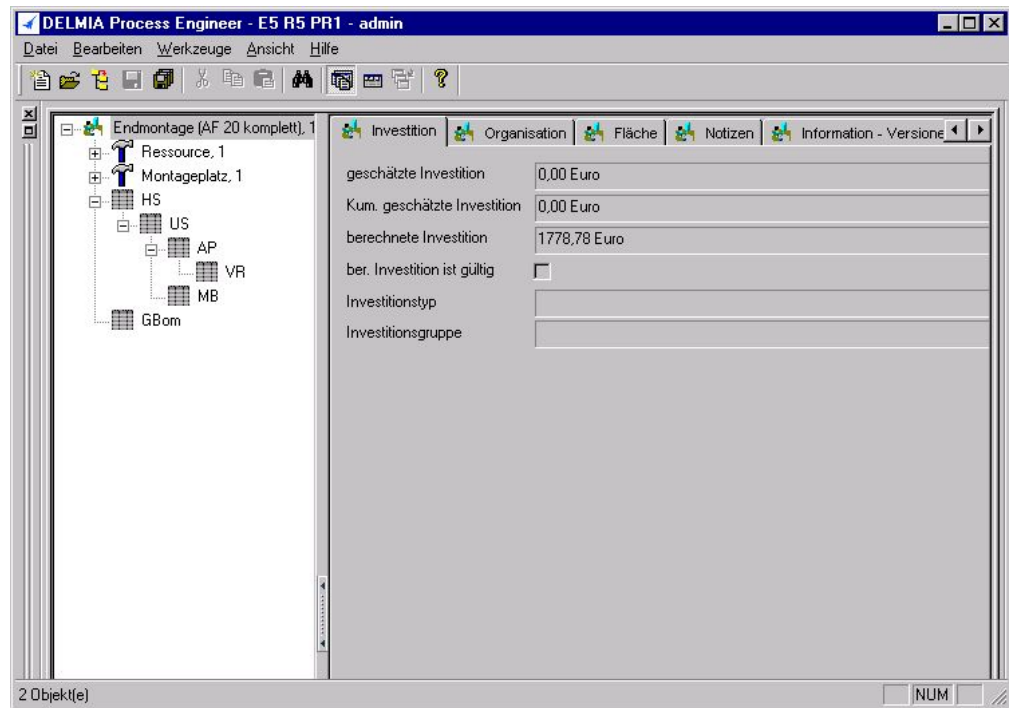 DELMIA Process Engineer - E5 R5 PR1 - admin
Datei Bearbeiten Werkzeuge Ansicht Hilfe
Endmontage (AF 20 komplett), 1
Ressource, 1
Montageplatz, 1
HS
US
AP
VR
MB
GBom
Investition Organisation Fläche Notizen Information - Versione
geschätzte Investition 0,00 Euro
Kum. geschätzte Investition 0,00 Euro
berechnete Investition 1778,78 Euro
ber. Investition ist gültig
Investitionstyp
Investitionsgruppe
2 Objekt(e) NUM